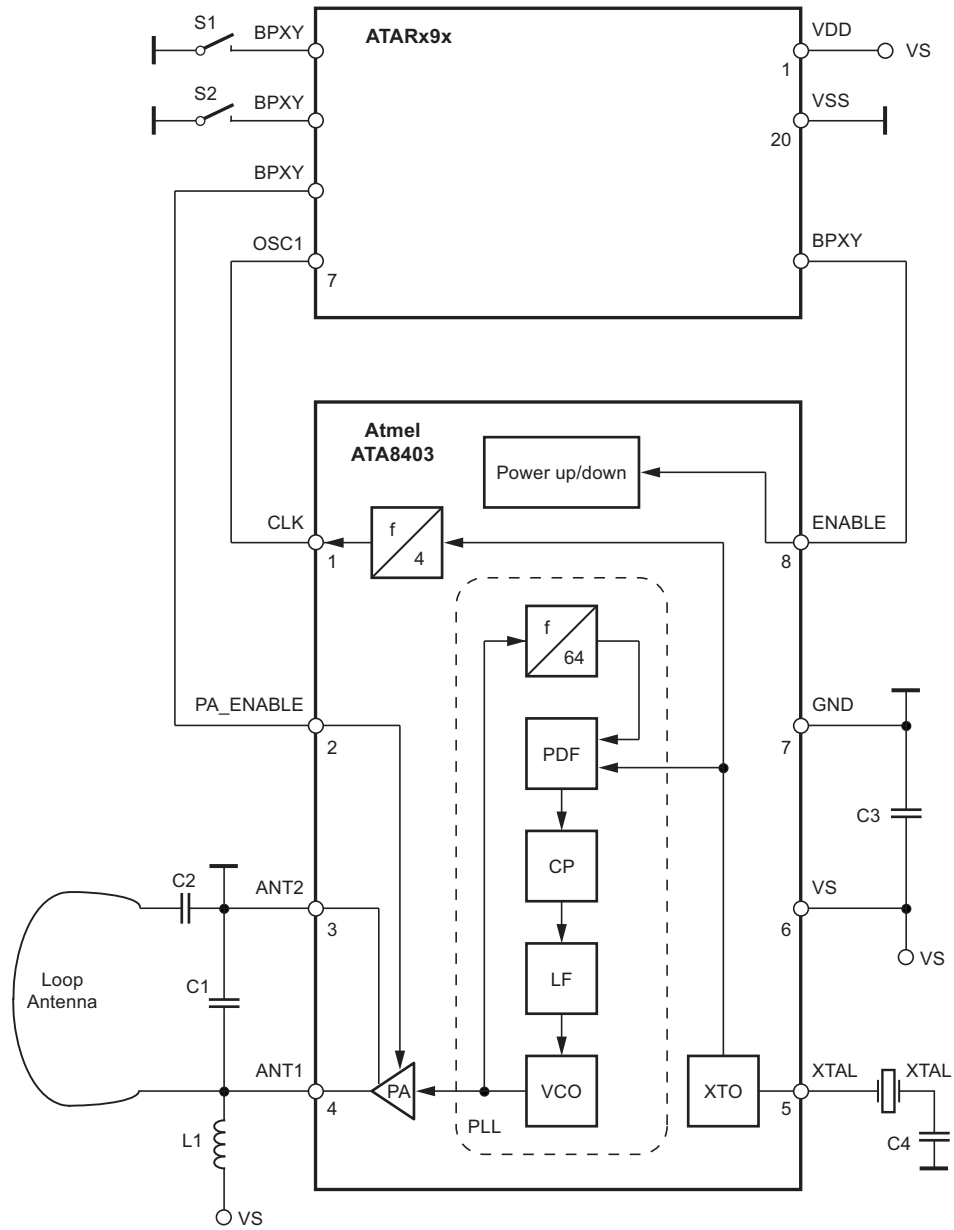 S1
BPXY
ATARx9x
VDD
1
VS
S2
BPXY
VSS
20
BPXY
OSC1
7
BPXY
Atmel
ATA8403
Power up/down
CLK
1
f
4
ENABLE
8
f
64
PA_ENABLE
2
GND
7
PDF
C3
CP
C2
ANT2
3
VS
6
VS
Loop
Antenna
C1
LF
ANT1
4
PA
VCO
PLL
XTO
XTAL
5
XTAL
L1
C4
VS